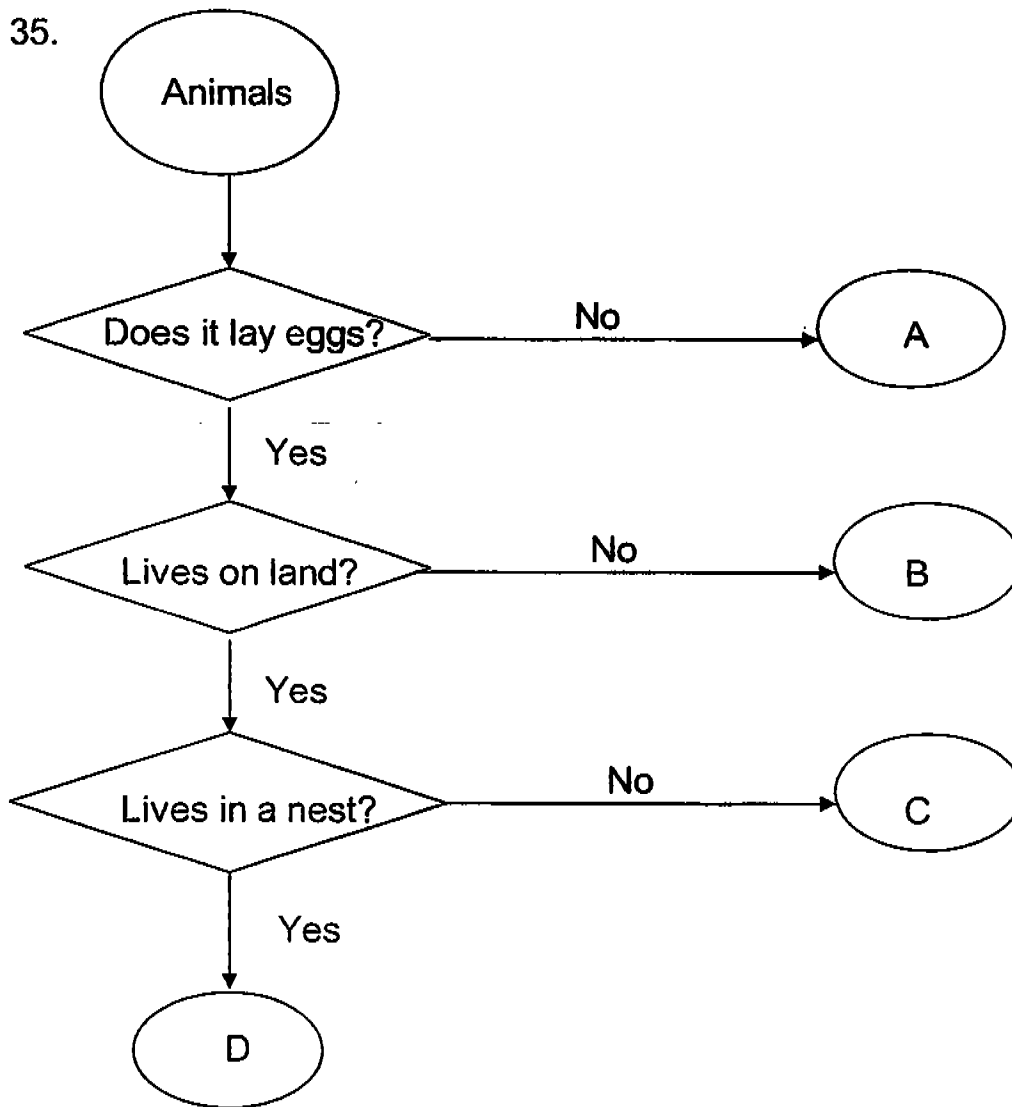 35.
Animals
Does it lay eggs?
No
A
Yes
Lives on land?
No
B
Yes
Lives in a nest?
No
C
Yes
D